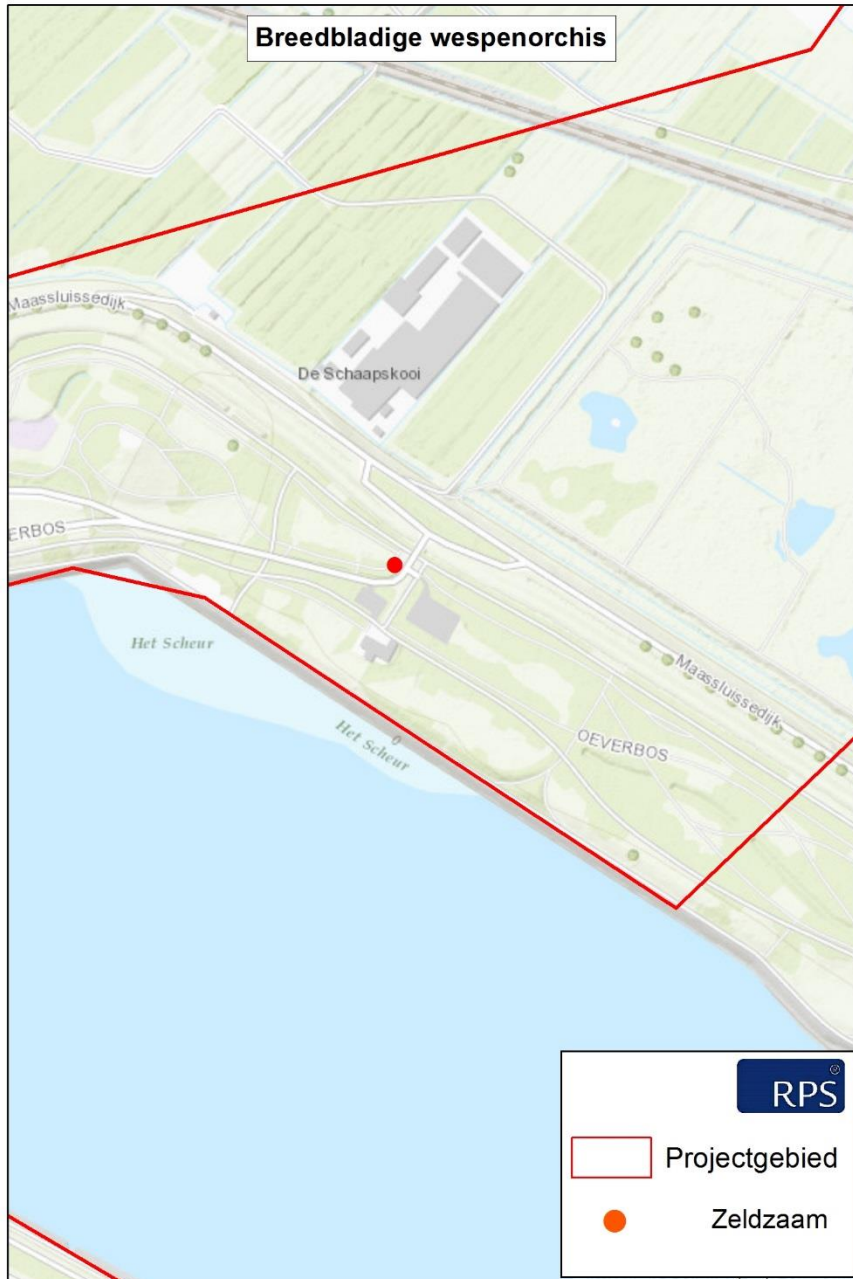 Breedbladige wespenorchis
Maassluissedijk
De Schaapskooi
ERBOS
Het Scheur
Het Scheur
Maassluissedijk
OEVERBOS
RPS
Projectgebied
Zeldzaam